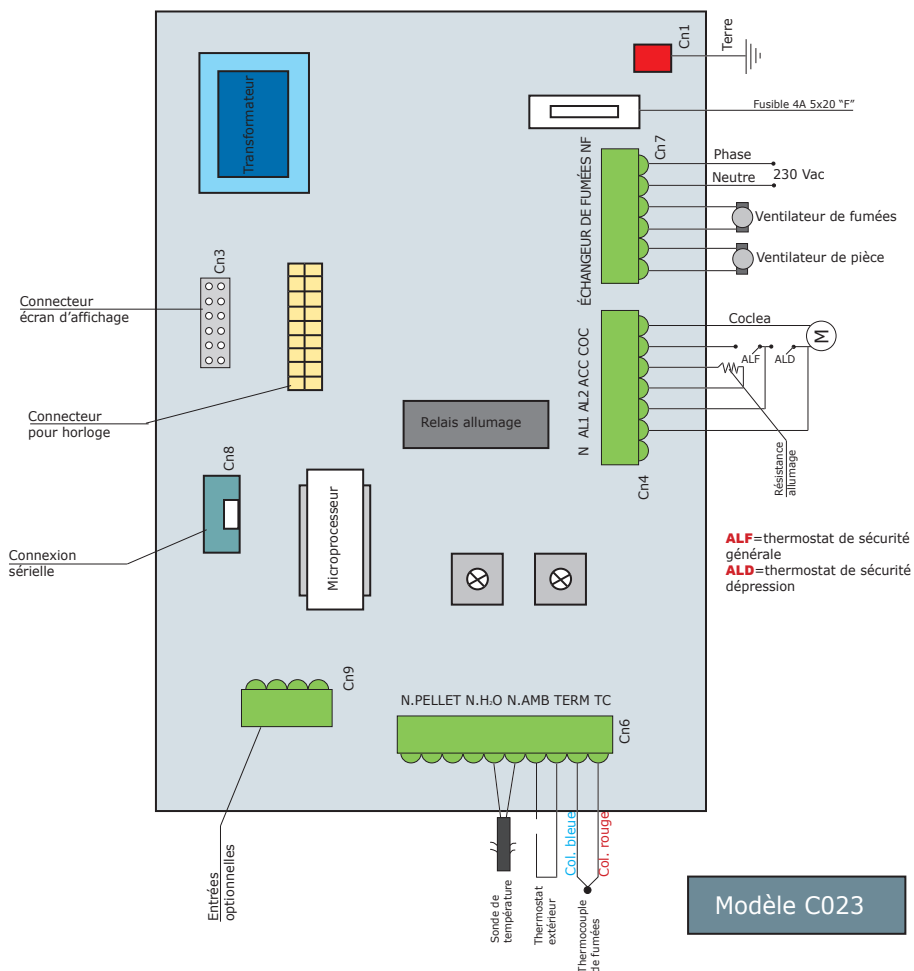 Cn1
Terre
Transformateur
Fusible 4A 5x20 “F”
Cn7
ÉCHANGEUR DE FUMÉES NF
Phase
Neutre
230 Vac
Ventilateur de fumées
Ventilateur de pièce
Cn3
Connecteur
écran d’affichage
Coclea
M
ALF
ALD
N AL1 AL2 ACC COC
Relais allumage
Connecteur
pour horloge
Résistance
allumage
Cn4
Cn8
Microprocesseur
Connexion
sérielle
ALF=thermostat de sécurité
générale
ALD=thermostat de sécurité
dépression
Cn9
N.PELLET N.H₂O N.AMB TERM TC
Cn6
Entrées
optionnelles
Col. bleue
Col. rouge
Sonde de
température
Thermostat
extérieur
Thermocouple
de fumées
Modèle C023